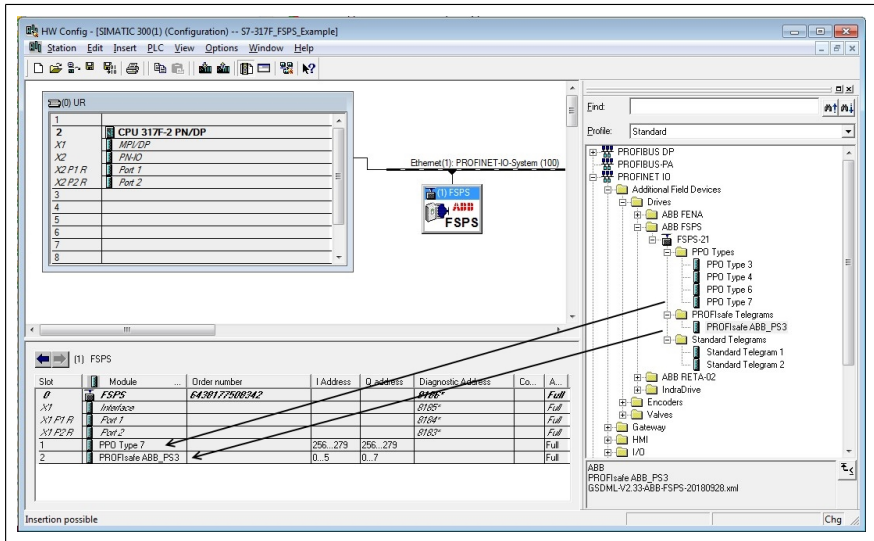 HW Config - [SIMATIC 300(1) (Configuration) -- S7-317F_FSPS_Example]
Station Edit Insert PLC View Options Window Help
(0) UR
1
2 CPU 317F-2 PN/DP
X1 MPI/DP
X2 PN-IO
X2 P1 R Port 1
X2 P2 R Port 2
3
4
5
6
7
8
Ethernet(1): PROFINET-IO-System (100)
(1) FSPS
ABB
FSPS
Find:
Profile: Standard
PROFIBUS DP
PROFIBUS-PA
PROFINET IO
Additional Field Devices
Drives
ABB FENA
ABB FSPS
FSPS-21
PPO Types
PPO Type 3
PPO Type 4
PPO Type 6
PPO Type 7
PROFIsafe Telegrams
PROFIsafe ABB_PS3
Standard Telegrams
Standard Telegram 1
Standard Telegram 2
ABB RETA-02
IndraDrive
Encoders
Valves
Gateway
HMI
I/O
(1) FSPS
Slot Module ... Order number I Address Q address Diagnostic Address Co... A...
0 FSPS 6438177508342 8186* Full
X1 Interface 8185* Full
X1 P1 R Port 1 8184* Full
X1 P2 R Port 2 8183* Full
1 PPO Type 7 256...279 256...279 Full
2 PROFIsafe ABB_PS3 0...5 0...7 Full
ABB
PROFIsafe ABB_PS3
GSDML-V2.33-ABB-FSPS-20180928.xml
Insertion possible
Chg